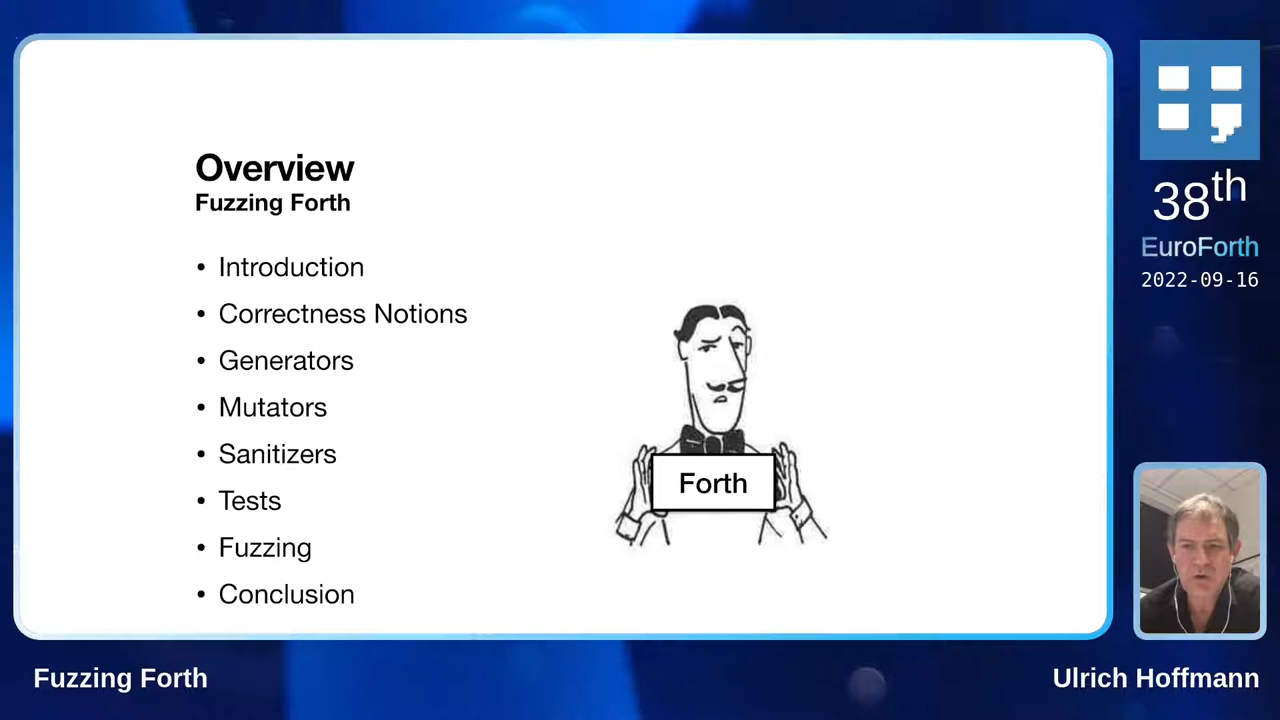 Overview
Fuzzing Forth
• Introduction
• Correctness Notions
• Generators
• Mutators
• Sanitizers
• Tests
• Fuzzing
• Conclusion
Forth
38th
EuroForth
2022-09-16
Fuzzing Forth
Ulrich Hoffmann